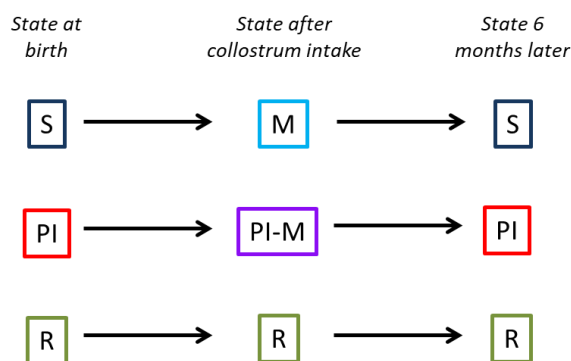 State at
birth
State after
collostrum intake
State 6
months later
S
M
S
PI
PI-M
PI
R
R
R